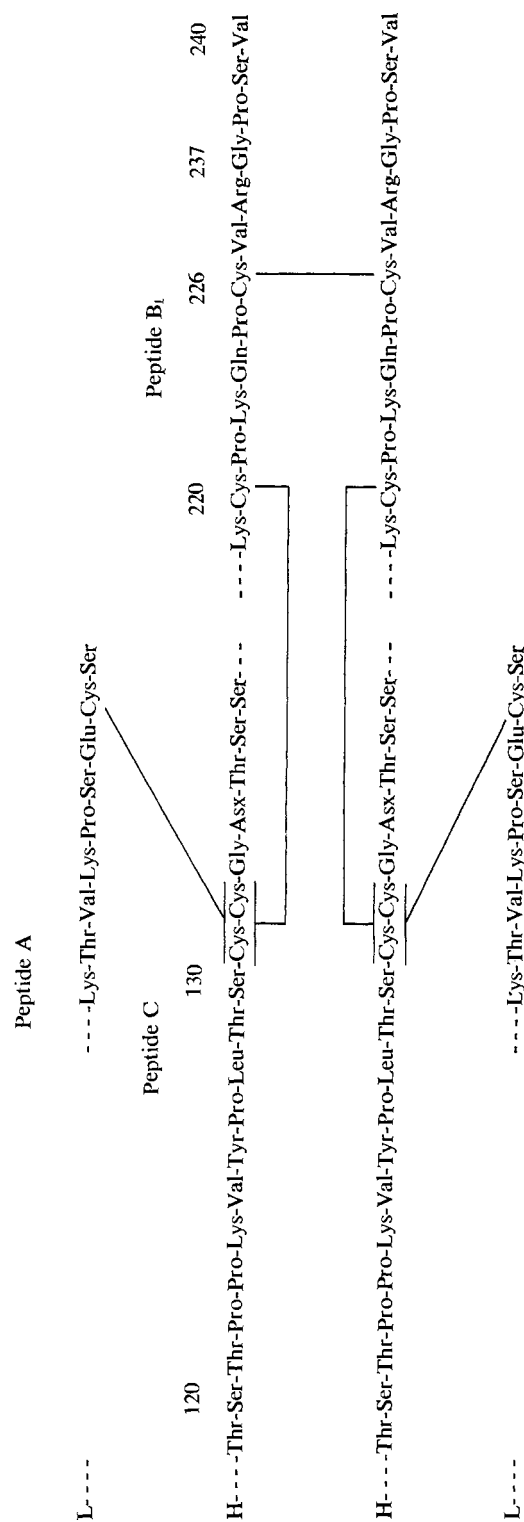 Peptide A
L---- ----Lys-Thr-Val-Lys-Pro-Ser-Glu-Cys-Ser
Peptide C Peptide B₁
120 130 220 226 237 240
H----Thr-Ser-Thr-Pro-Pro-Lys-Val-Tyr-Pro-Leu-Thr-Ser-Cys-Cys-Gly-Asx-Thr-Ser-Ser--- ----Lys-Cys-Pro-Lys-Gln-Pro-Cys-Val-Arg-Gly-Pro-Ser-Val
H----Thr-Ser-Thr-Pro-Pro-Lys-Val-Tyr-Pro-Leu-Thr-Ser-Cys-Cys-Gly-Asx-Thr-Ser-Ser--- ----Lys-Cys-Pro-Lys-Gln-Pro-Cys-Val-Arg-Gly-Pro-Ser-Val
L---- ----Lys-Thr-Val-Lys-Pro-Ser-Glu-Cys-Ser